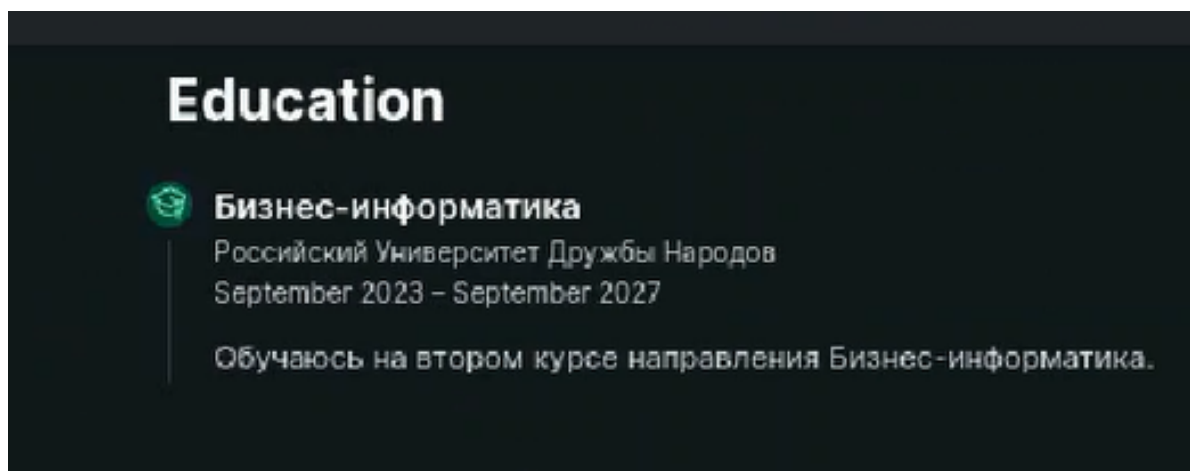 Education
Бизнес-информатика
Российский Университет Дружбы Народов
September 2023 – September 2027
Обучаюсь на втором курсе направления Бизнес-информатика.